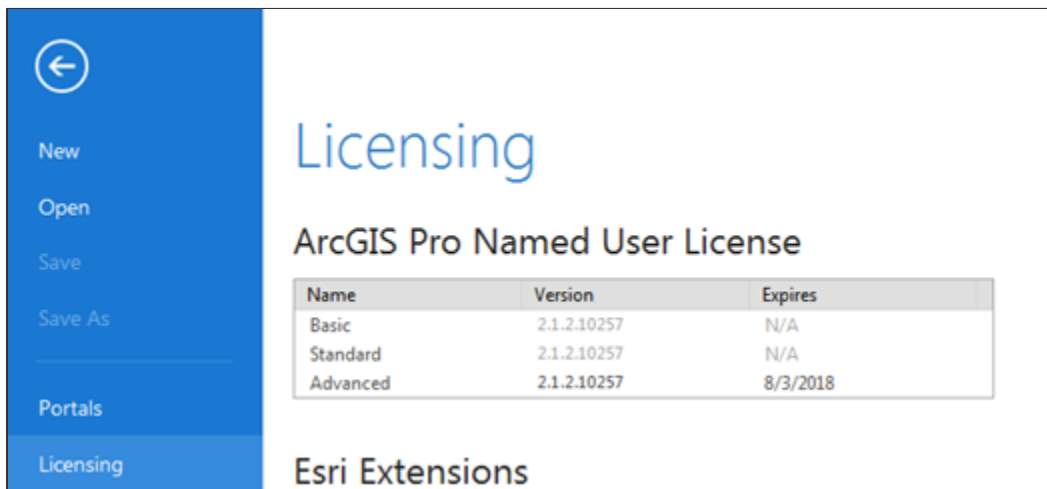 New
Open
Save
Save As
Portals
Licensing
Licensing
ArcGIS Pro Named User License
Name Version Expires
Basic 2.1.2.10257 N/A
Standard 2.1.2.10257 N/A
Advanced 2.1.2.10257 8/3/2018
Esri Extensions